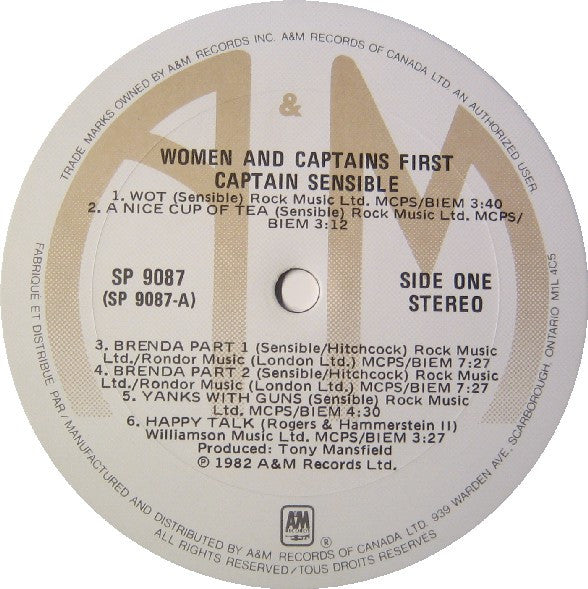 TRADE MARKS OWNED BY A&M RECORDS INC. A&M RECORDS OF CANADA LTD. AN AUTHORIZED USER
&
WOMEN AND CAPTAINS FIRST
CAPTAIN SENSIBLE
1. WOT (Sensible) Rock Music Ltd. MCPS/BIEM 3:40
2. A NICE CUP OF TEA (Sensible) Rock Music Ltd. MCPS/
BIEM 3:12
SP 9087
(SP 9087-A)
SIDE ONE
STEREO
3. BRENDA PART 1 (Sensible/Hitchcock) Rock Music
Ltd./Rondor Music (London Ltd.) MCPS/BIEM 7:27
4. BRENDA PART 2 (Sensible/Hitchcock) Rock Music
Ltd./Rondor Music (London Ltd.) MCPS/BIEM 7:27
5. YANKS WITH GUNS (Sensible) Rock Music
Ltd. MCPS/BIEM 4:30
6. HAPPY TALK (Rogers & Hammerstein II)
Williamson Music Ltd. MCPS/BIEM 3:27
Produced: Tony Mansfield
℗ 1982 A&M Records Ltd.
A&M
RECORDS
®
FABRIQUE ET DISTRIBUE PAR / MANUFACTURED AND DISTRIBUTED BY A&M RECORDS OF CANADA LTD. 939 WARDEN AVE., SCARBOROUGH, ONTARIO M1L 4C5
ALL RIGHTS RESERVED / TOUS DROITS RESERVES